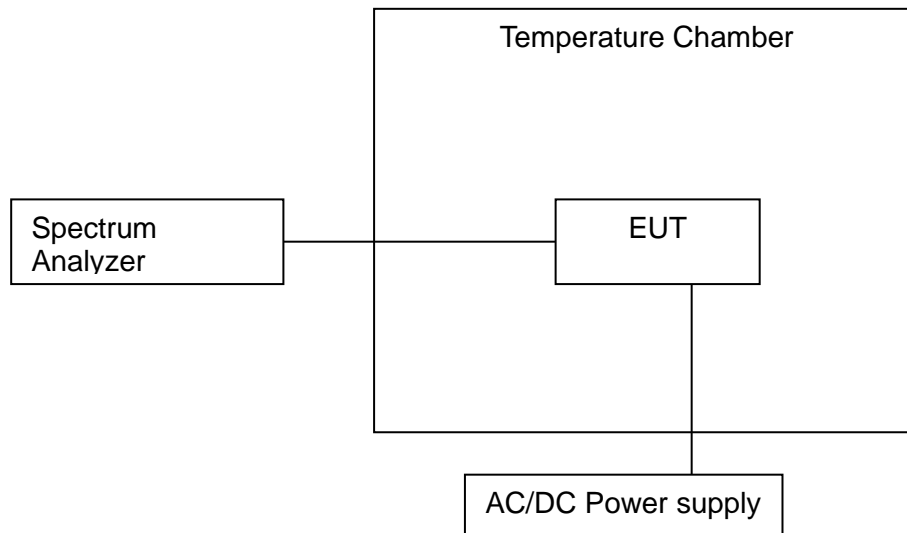 Temperature Chamber
Spectrum
Analyzer
EUT
AC/DC Power supply